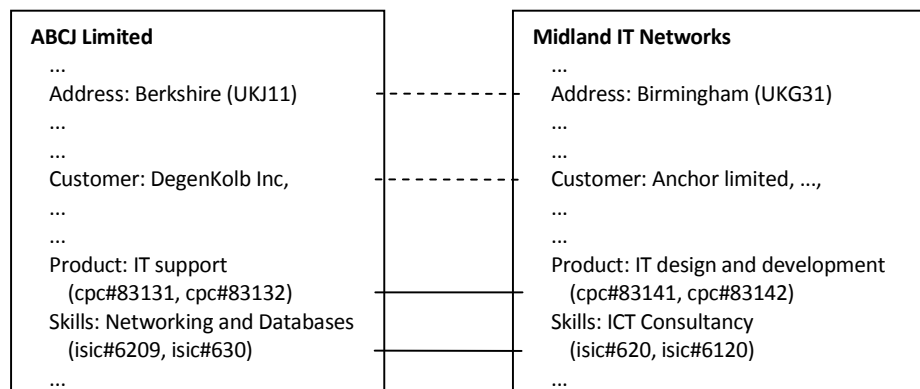 ABCJ Limited
...
Address: Berkshire (UKJ11)
...
...
Customer: DegenKolb Inc,
...
...
Product: IT support
(cpc#83131, cpc#83132)
Skills: Networking and Databases
(isic#6209, isic#630)
...
Midland IT Networks
...
Address: Birmingham (UKG31)
...
...
Customer: Anchor limited, ...,
...
...
Product: IT design and development
(cpc#83141, cpc#83142)
Skills: ICT Consultancy
(isic#620, isic#6120)
...